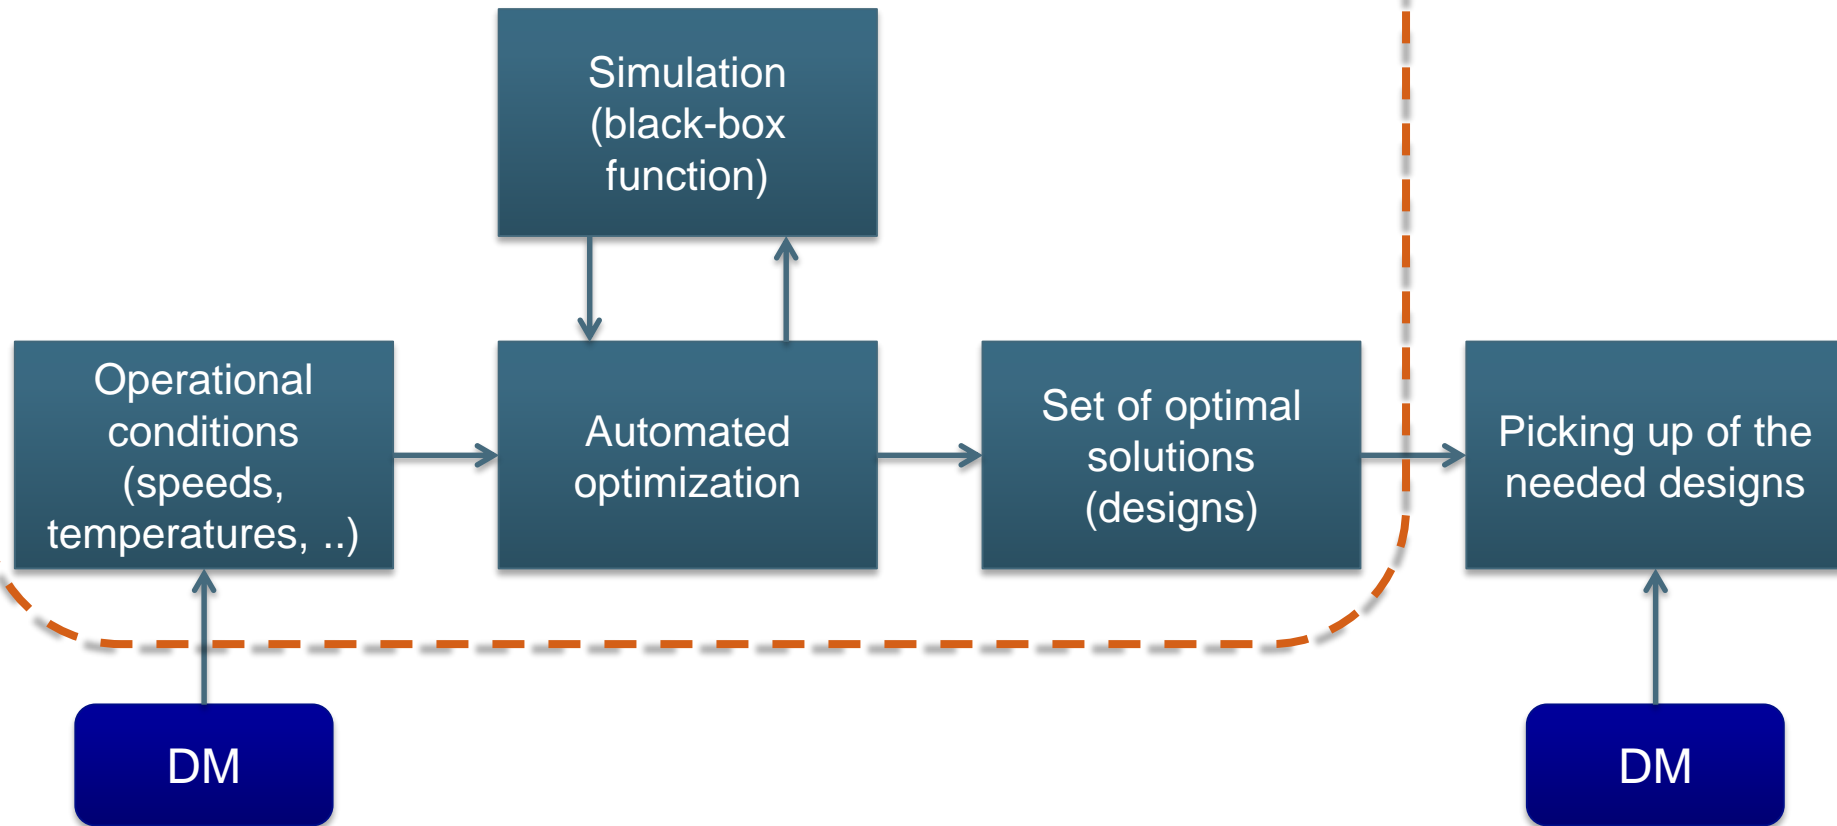 Simulation
(black-box
function)
Operational
conditions
(speeds,
temperatures, ..)
Automated
optimization
Set of optimal
solutions
(designs)
Picking up of the
needed designs
DM
DM